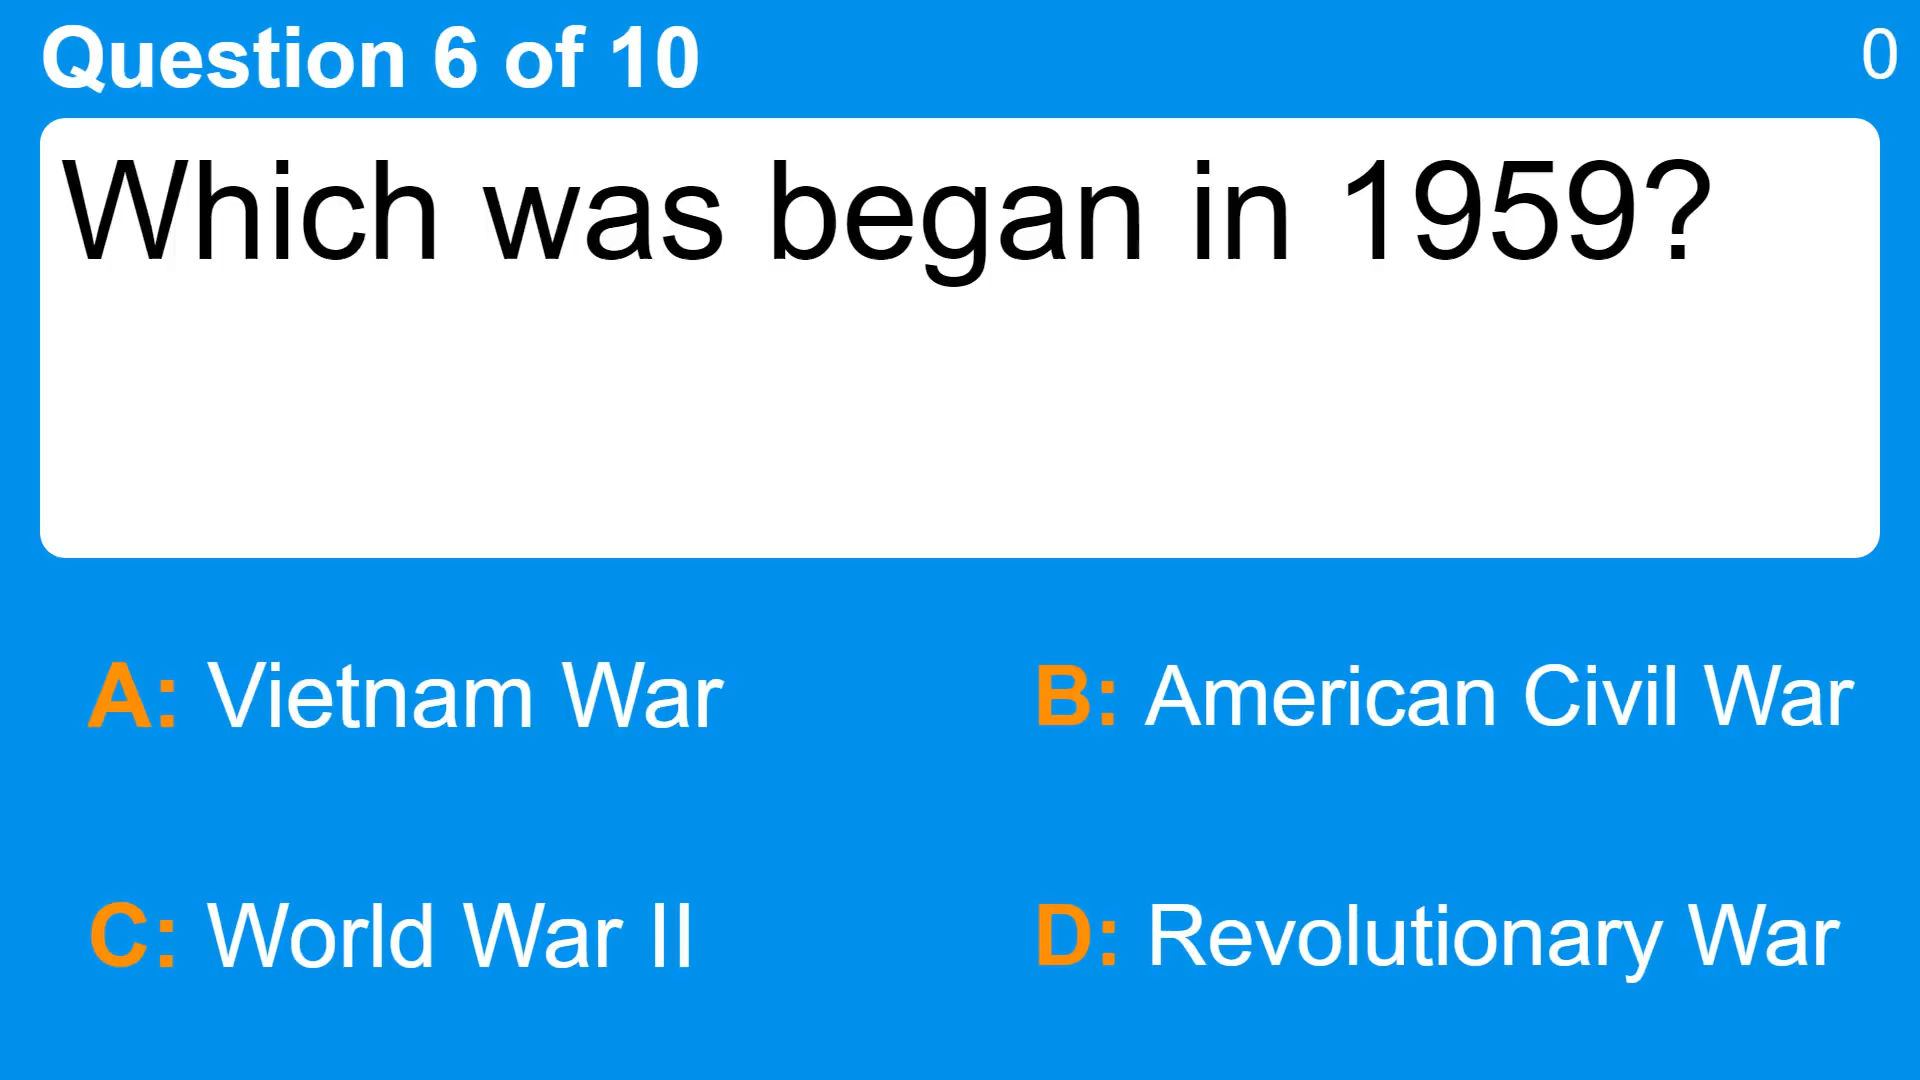 Question 6 of 10
0
Which was began in 1959?
A: Vietnam War
B: American Civil War
C: World War II
D: Revolutionary War